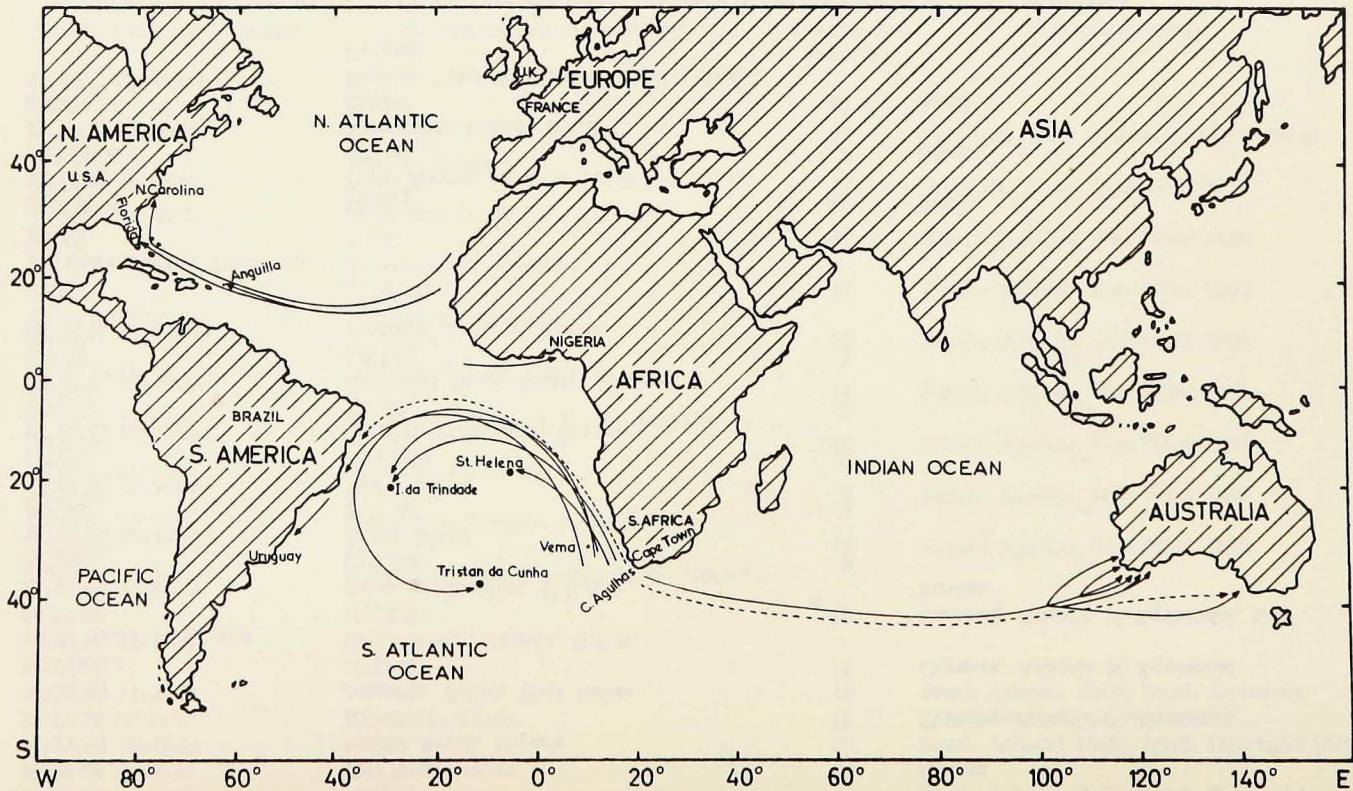 U.K.
EUROPE
FRANCE
N. AMERICA
N. ATLANTIC
OCEAN
ASIA
40°
U.S.A.
N.Carolina
Florida
20°
Anguilla
NIGERIA
0°
AFRICA
BRAZIL
S. AMERICA
St. Helena
INDIAN OCEAN
20°
I. da Trindade
S. AFRICA
AUSTRALIA
Vema
Cape Town
Uruguay
PACIFIC
OCEAN
Tristan da Cunha
C. Agulhas
40°
S. ATLANTIC
OCEAN
S
W 80° 60° 40° 20° 0° 20° 40° 60° 80° 100° 120° 140° E